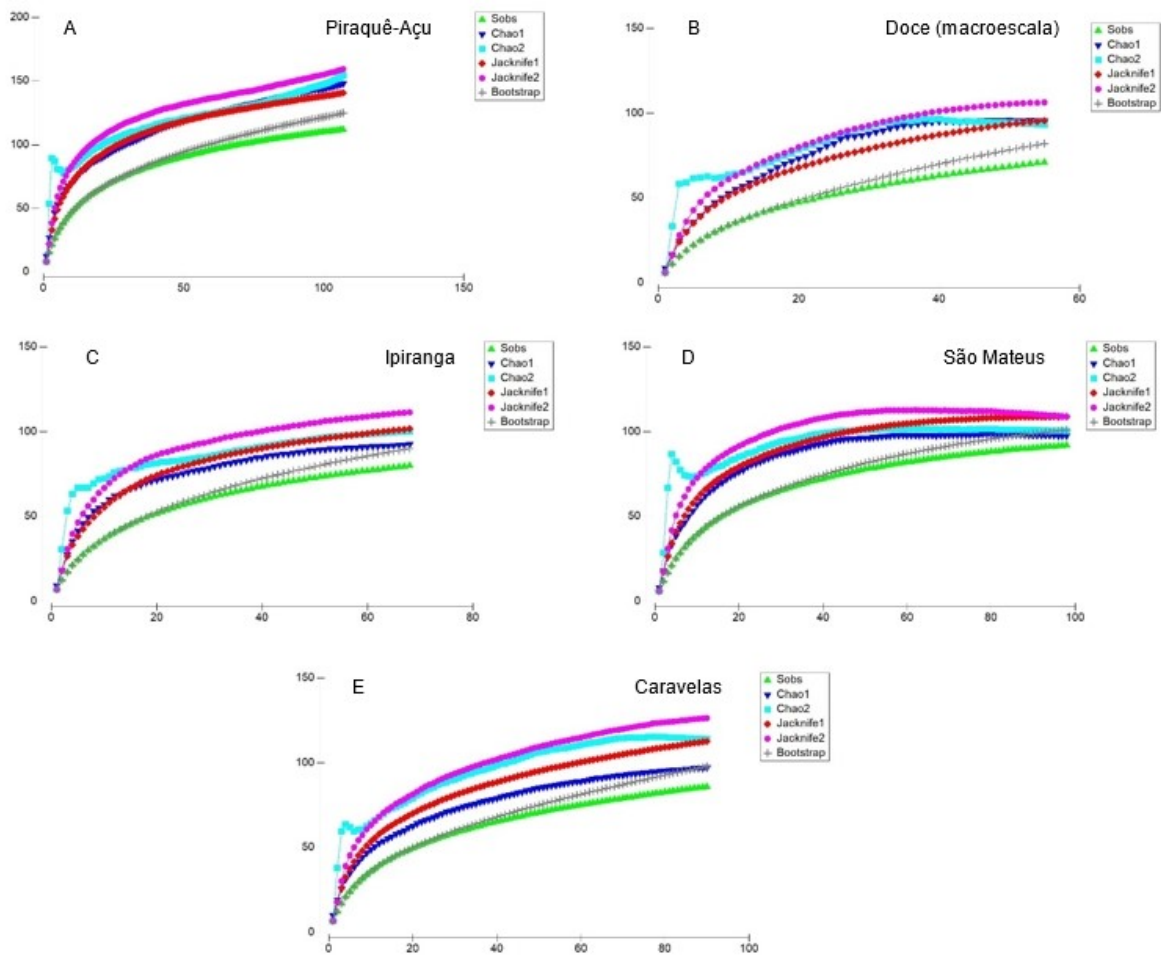 A
Piraquê-Açu
Sobs
Chao1
Chao2
Jacknife1
Jacknife2
Bootstrap
200
150
100
50
0
0 50 100 150
B
Doce (macroescala)
Sobs
Chao1
Chao2
Jacknife1
Jacknife2
Bootstrap
150
100
50
0
0 20 40 60
C
Ipiranga
Sobs
Chao1
Chao2
Jacknife1
Jacknife2
Bootstrap
150
100
50
0
0 20 40 60 80
D
São Mateus
Sobs
Chao1
Chao2
Jacknife1
Jacknife2
Bootstrap
150
100
50
0
0 20 40 60 80 100
E
Caravelas
Sobs
Chao1
Chao2
Jacknife1
Jacknife2
Bootstrap
150
100
50
0
0 20 40 60 80 100